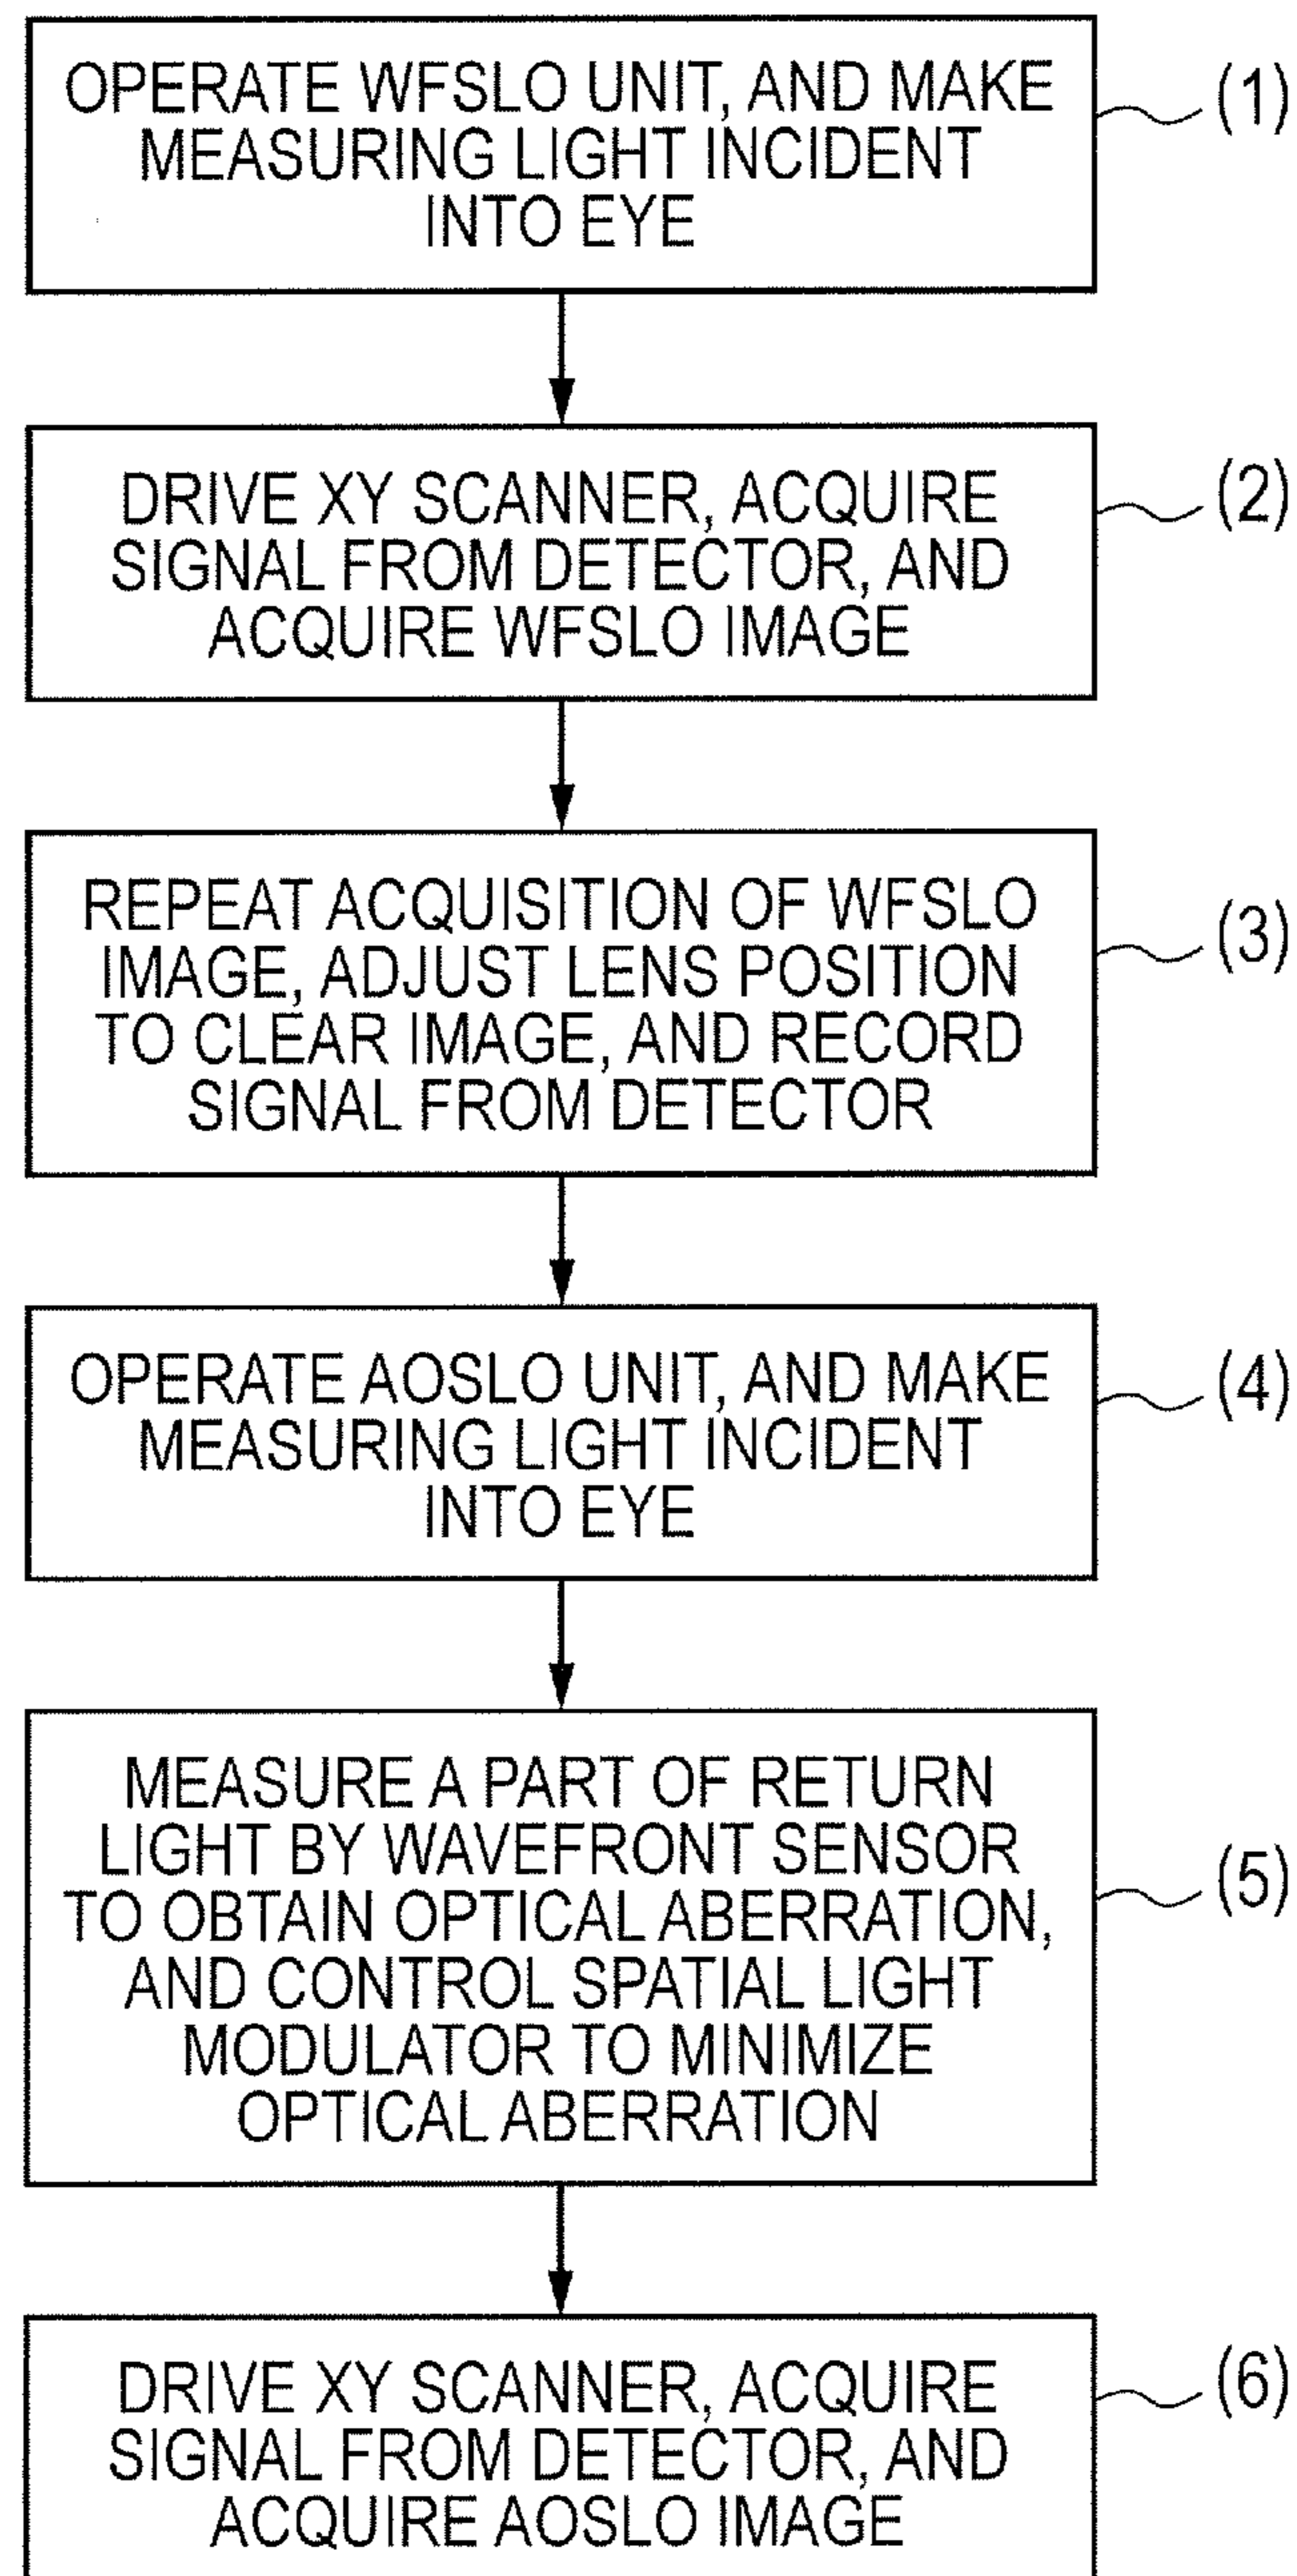 OPERATE WFSLO UNIT, AND MAKE
MEASURING LIGHT INCIDENT
INTO EYE
(1)
DRIVE XY SCANNER, ACQUIRE
SIGNAL FROM DETECTOR, AND
ACQUIRE WFSLO IMAGE
(2)
REPEAT ACQUISITION OF WFSLO
IMAGE, ADJUST LENS POSITION
TO CLEAR IMAGE, AND RECORD
SIGNAL FROM DETECTOR
(3)
OPERATE AOSLO UNIT, AND MAKE
MEASURING LIGHT INCIDENT
INTO EYE
(4)
MEASURE A PART OF RETURN
LIGHT BY WAVEFRONT SENSOR
TO OBTAIN OPTICAL ABERRATION,
AND CONTROL SPATIAL LIGHT
MODULATOR TO MINIMIZE
OPTICAL ABERRATION
(5)
DRIVE XY SCANNER, ACQUIRE
SIGNAL FROM DETECTOR, AND
ACQUIRE AOSLO IMAGE
(6)